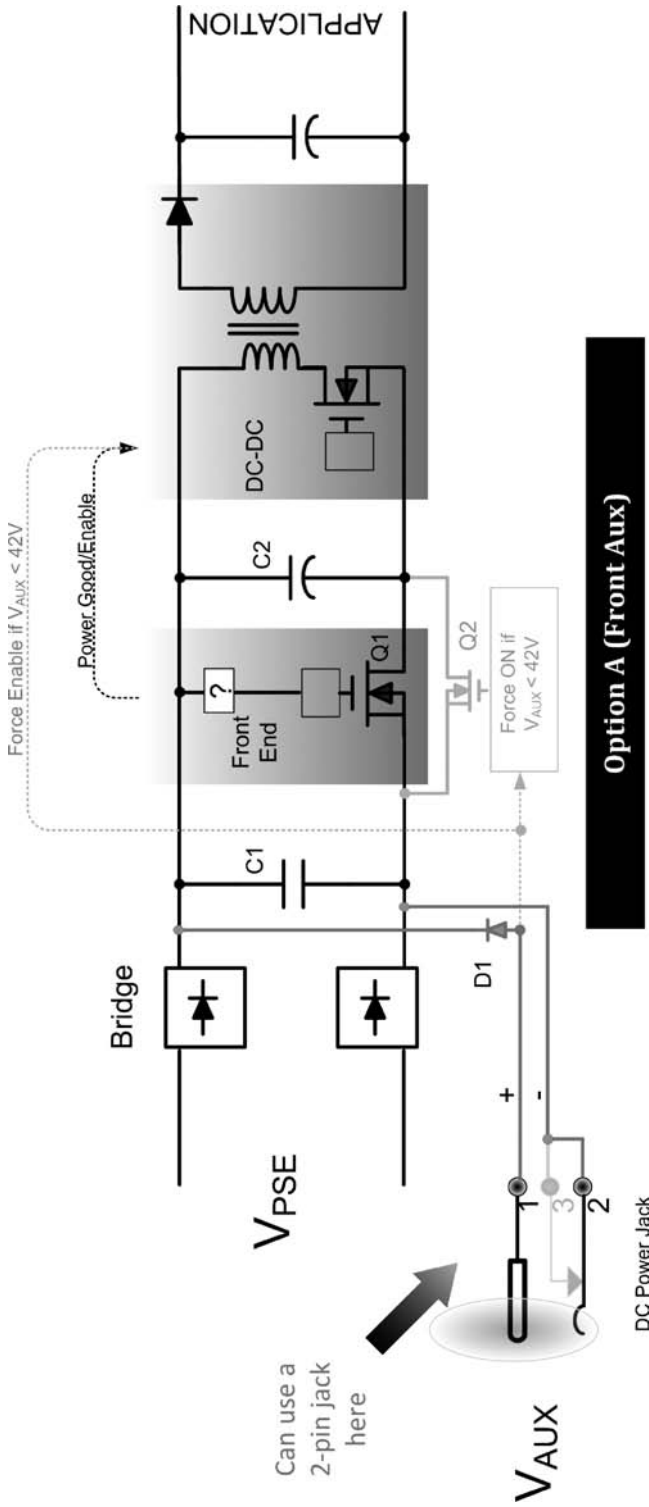 Force Enable if VAUX < 42V
Power Good/Enable
Bridge
C1
?
Front
End
Q1
C2
DC-DC
APPLICATION
VPSE
D1
Q2
Force ON if
VAUX < 42V
Can use a
2-pin jack
here
+
-
1
3
2
VAUX
DC Power Jack
Option A (Front Aux)